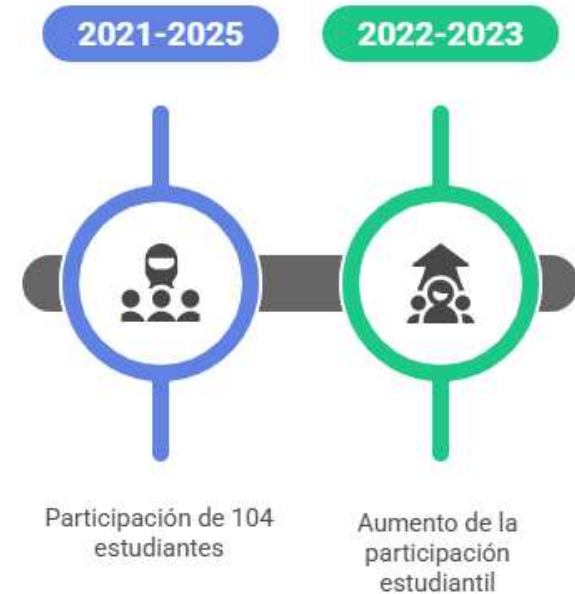 2021-2025
2022-2023
Participación de 104
estudiantes
Aumento de la
participación
estudiantil